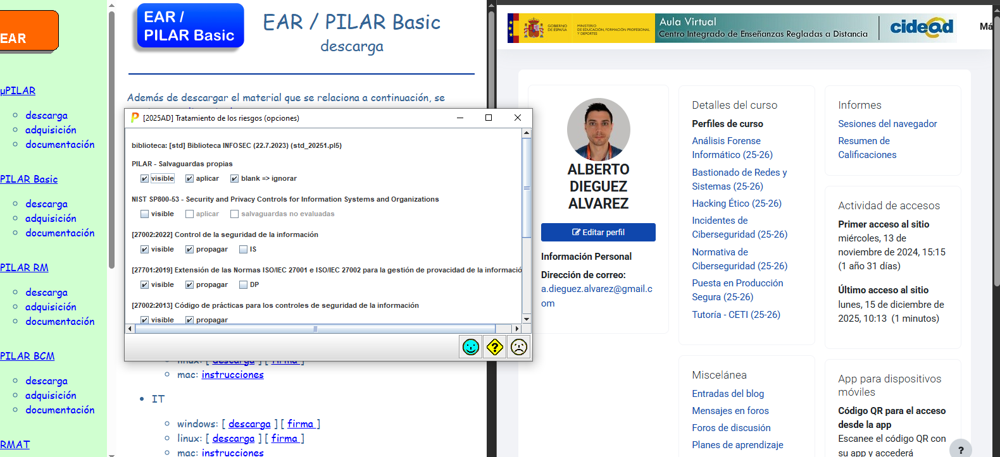 EAR
µPILAR
descarga
adquisición
documentación
PILAR Basic
descarga
adquisición
documentación
PILAR RM
descarga
adquisición
documentación
PILAR BCM
descarga
adquisición
documentación
RMAT
EAR /
PILAR Basic
EAR / PILAR Basic
descarga
Además de descargar el material que se relaciona a continuación, se
[2025AD] Tratamiento de los riesgos (opciones)
biblioteca: [std] Biblioteca INFOSEC (22.7.2023) (std_20251.pl5)
PILAR - Salvaguardas propias
visible aplicar blank => ignorar
NIST SP800-53 - Security and Privacy Controls for Information Systems and Organizations
visible aplicar salvaguardas no evaluadas
[27002:2022] Control de la seguridad de la información
visible propagar IS
[27701:2019] Extensión de las Normas ISO/IEC 27001 e ISO/IEC 27002 para la gestión de provacidad de la informació
visible propagar DP
[27002:2013] Código de prácticas para los controles de seguridad de la información
visible propagar
linux: [ descarga ] [ firma ]
mac: instrucciones
IT
windows: [ descarga ] [ firma ]
linux: [ descarga ] [ firma ]
mac: instrucciones
GOBIERNO
DE ESPAÑA
MINISTERIO
DE EDUCACIÓN, FORMACIÓN PROFESIONAL
Y DEPORTES
Aula Virtual
Centro Integrado de Enseñanzas Regladas a Distancia
cidead
Má
ALBERTO
DIEGUEZ
ALVAREZ
Editar perfil
Información Personal
Dirección de correo:
a.dieguez.alvarez@gmail.c
om
Detalles del curso
Perfiles de curso
Análisis Forense
Informático (25-26)
Bastionado de Redes y
Sistemas (25-26)
Hacking Ético (25-26)
Incidentes de
Ciberseguridad (25-26)
Normativa de
Ciberseguridad (25-26)
Puesta en Producción
Segura (25-26)
Tutoría - CETI (25-26)
Miscelánea
Entradas del blog
Mensajes en foros
Foros de discusión
Planes de aprendizaje
Informes
Sesiones del navegador
Resumen de
Calificaciones
Actividad de accesos
Primer acceso al sitio
miércoles, 13 de
noviembre de 2024, 15:15
(1 año 31 días)
Último acceso al sitio
lunes, 15 de diciembre de
2025, 10:13 (1 minutos)
App para dispositivos
móviles
Código QR para el acceso
desde la app
Escanee el código QR con
su app y accederá
?